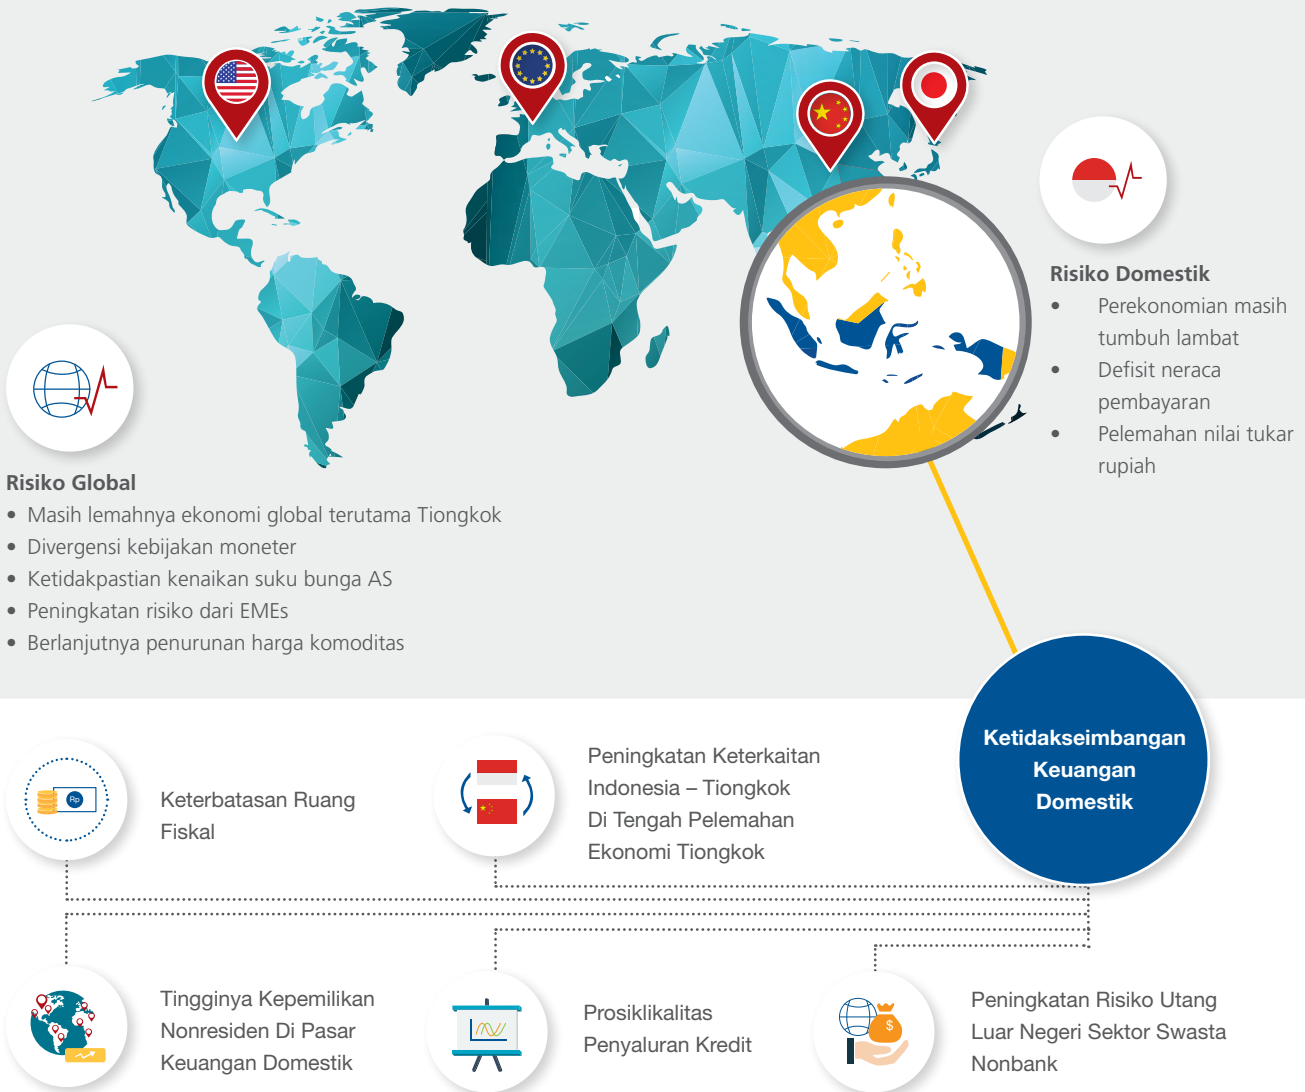 Risiko Domestik
• Perekonomian masih
tumbuh lambat
• Defisit neraca
pembayaran
• Pelemahan nilai tukar
rupiah
Risiko Global
• Masih lemahnya ekonomi global terutama Tiongkok
• Divergensi kebijakan moneter
• Ketidakpastian kenaikan suku bunga AS
• Peningkatan risiko dari EMEs
• Berlanjutnya penurunan harga komoditas
Ketidakseimbangan
Keuangan
Domestik
Rp
Keterbatasan Ruang
Fiskal
Peningkatan Keterkaitan
Indonesia – Tiongkok
Di Tengah Pelemahan
Ekonomi Tiongkok
Tingginya Kepemilikan
Nonresiden Di Pasar
Keuangan Domestik
Prosiklikalitas
Penyaluran Kredit
$
Peningkatan Risiko Utang
Luar Negeri Sektor Swasta
Nonbank